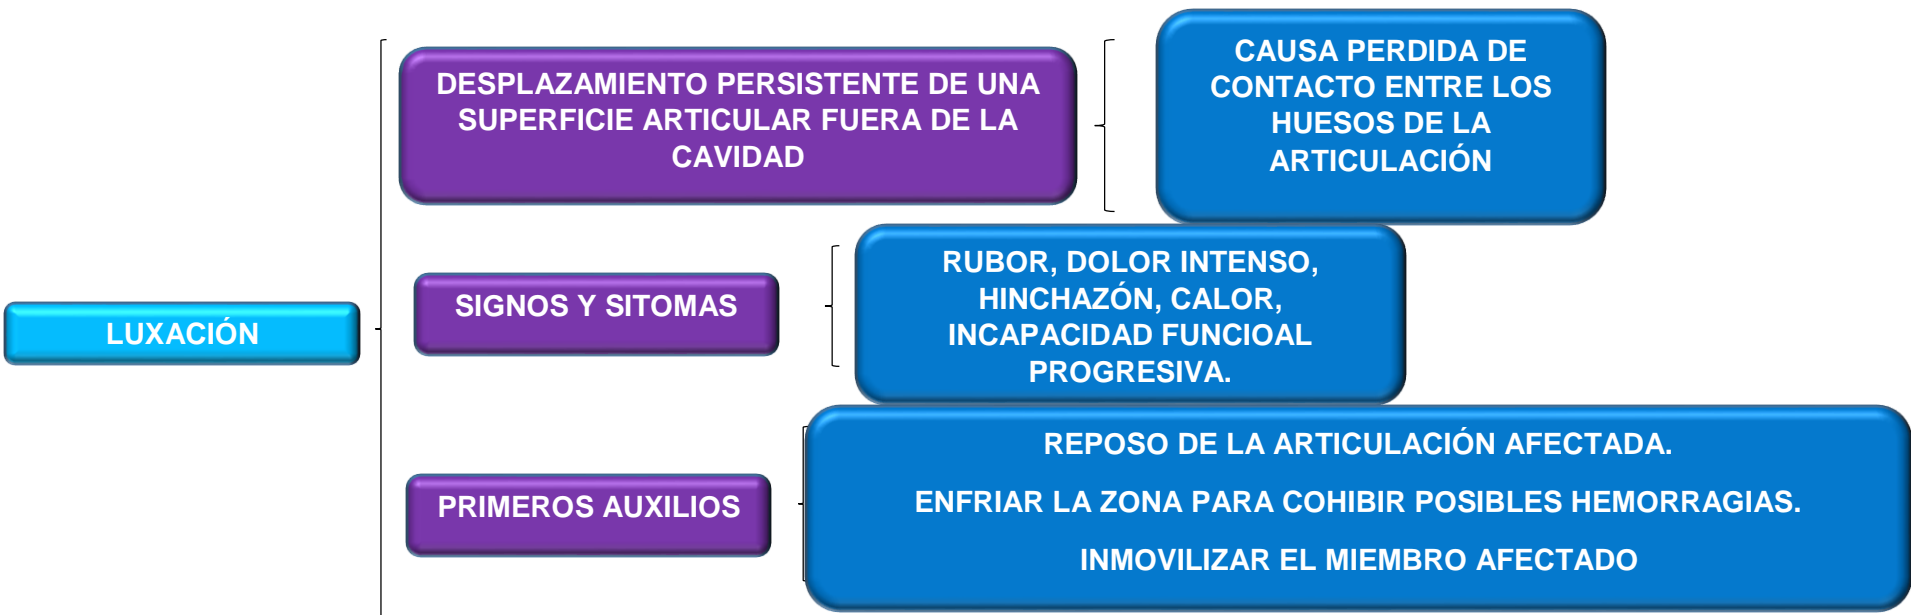 DESPLAZAMIENTO PERSISTENTE DE UNA
SUPERFICIE ARTICULAR FUERA DE LA
CAVIDAD
CAUSA PERDIDA DE
CONTACTO ENTRE LOS
HUESOS DE LA
ARTICULACIÓN
LUXACIÓN
SIGNOS Y SITOMAS
RUBOR, DOLOR INTENSO,
HINCHAZÓN, CALOR,
INCAPACIDAD FUNCIOAL
PROGRESIVA.
PRIMEROS AUXILIOS
REPOSO DE LA ARTICULACIÓN AFECTADA.
ENFRIAR LA ZONA PARA COHIBIR POSIBLES HEMORRAGIAS.
INMOVILIZAR EL MIEMBRO AFECTADO